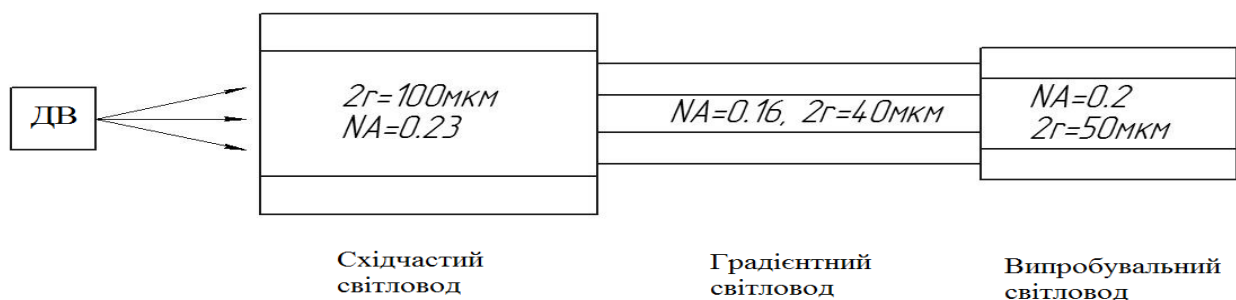 ДВ
2r=100мкм
NA=0.23
NA=0.16, 2r=40мкм
NA=0.2
2r=50мкм
Східчастий
світловод
Градієнтний
світловод
Випробувальний
світловод